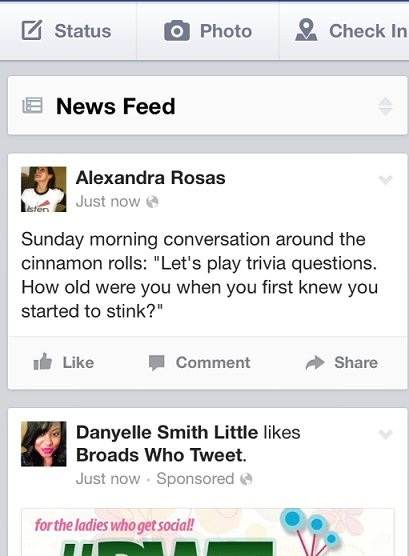 Status Photo Check In
News Feed
Alexandra Rosas
Just now
Sunday morning conversation around the
cinnamon rolls: "Let's play trivia questions.
How old were you when you first knew you
started to stink?"
Like Comment Share
Danyelle Smith Little likes
Broads Who Tweet.
Just now · Sponsored
for the ladies who get social!